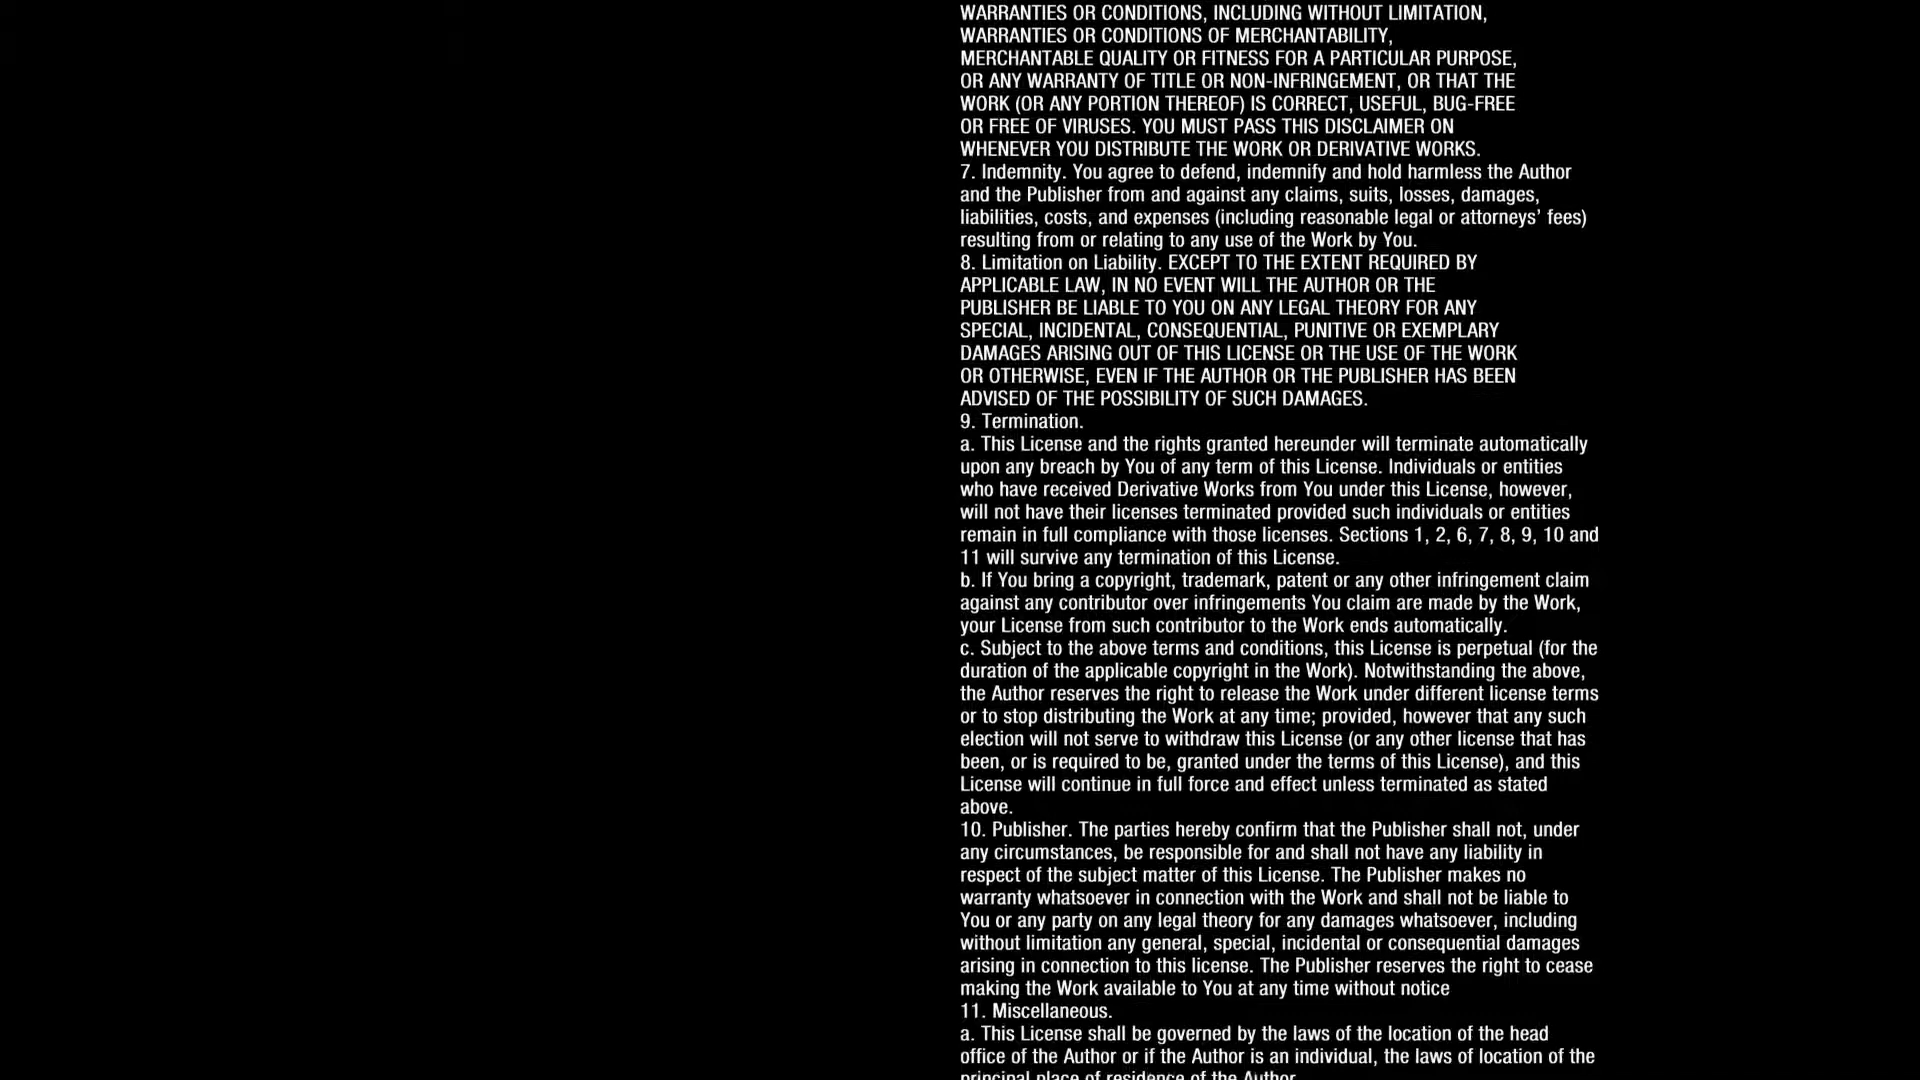 WARRANTIES OR CONDITIONS, INCLUDING WITHOUT LIMITATION,
WARRANTIES OR CONDITIONS OF MERCHANTABILITY,
MERCHANTABLE QUALITY OR FITNESS FOR A PARTICULAR PURPOSE,
OR ANY WARRANTY OF TITLE OR NON-INFRINGEMENT, OR THAT THE
WORK (OR ANY PORTION THEREOF) IS CORRECT, USEFUL, BUG-FREE
OR FREE OF VIRUSES. YOU MUST PASS THIS DISCLAIMER ON
WHENEVER YOU DISTRIBUTE THE WORK OR DERIVATIVE WORKS.
7. Indemnity. You agree to defend, indemnify and hold harmless the Author
and the Publisher from and against any claims, suits, losses, damages,
liabilities, costs, and expenses (including reasonable legal or attorneys’ fees)
resulting from or relating to any use of the Work by You.
8. Limitation on Liability. EXCEPT TO THE EXTENT REQUIRED BY
APPLICABLE LAW, IN NO EVENT WILL THE AUTHOR OR THE
PUBLISHER BE LIABLE TO YOU ON ANY LEGAL THEORY FOR ANY
SPECIAL, INCIDENTAL, CONSEQUENTIAL, PUNITIVE OR EXEMPLARY
DAMAGES ARISING OUT OF THIS LICENSE OR THE USE OF THE WORK
OR OTHERWISE, EVEN IF THE AUTHOR OR THE PUBLISHER HAS BEEN
ADVISED OF THE POSSIBILITY OF SUCH DAMAGES.
9. Termination.
a. This License and the rights granted hereunder will terminate automatically
upon any breach by You of any term of this License. Individuals or entities
who have received Derivative Works from You under this License, however,
will not have their licenses terminated provided such individuals or entities
remain in full compliance with those licenses. Sections 1, 2, 6, 7, 8, 9, 10 and
11 will survive any termination of this License.
b. If You bring a copyright, trademark, patent or any other infringement claim
against any contributor over infringements You claim are made by the Work,
your License from such contributor to the Work ends automatically.
c. Subject to the above terms and conditions, this License is perpetual (for the
duration of the applicable copyright in the Work). Notwithstanding the above,
the Author reserves the right to release the Work under different license terms
or to stop distributing the Work at any time; provided, however that any such
election will not serve to withdraw this License (or any other license that has
been, or is required to be, granted under the terms of this License), and this
License will continue in full force and effect unless terminated as stated
above.
10. Publisher. The parties hereby confirm that the Publisher shall not, under
any circumstances, be responsible for and shall not have any liability in
respect of the subject matter of this License. The Publisher makes no
warranty whatsoever in connection with the Work and shall not be liable to
You or any party on any legal theory for any damages whatsoever, including
without limitation any general, special, incidental or consequential damages
arising in connection to this license. The Publisher reserves the right to cease
making the Work available to You at any time without notice
11. Miscellaneous.
a. This License shall be governed by the laws of the location of the head
office of the Author or if the Author is an individual, the laws of location of the
principal place of residence of the Author.